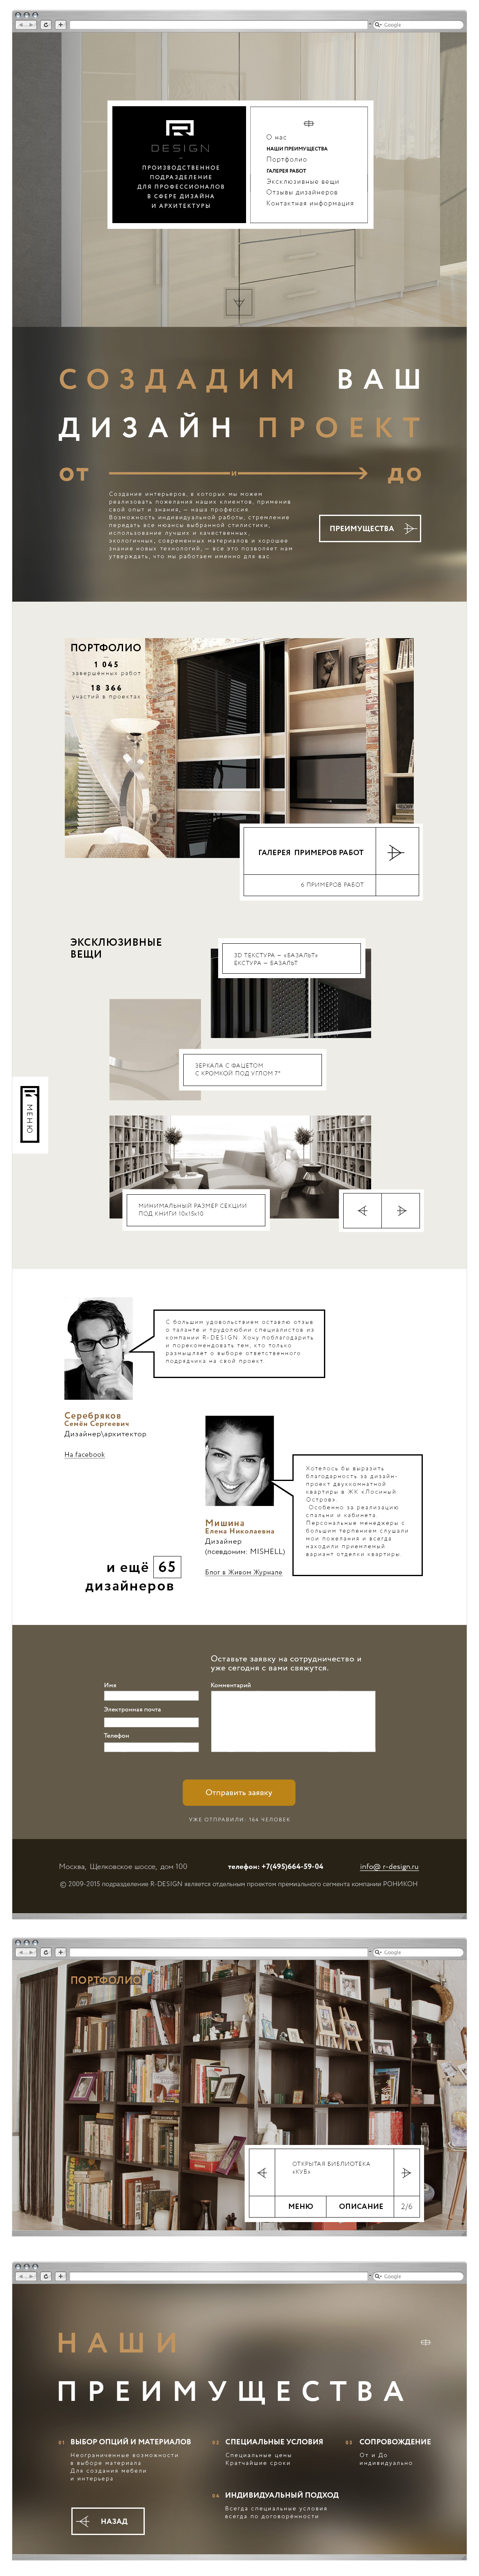 Google
DESIGN
ПРОИЗВОДСТВЕННОЕ
ПОДРАЗДЕЛЕНИЕ
ДЛЯ ПРОФЕССИОНАЛОВ
В СФЕРЕ ДИЗАЙНА
И АРХИТЕКТУРЫ
О нас
НАШИ ПРЕИМУЩЕСТВА
Портфолио
ГАЛЕРЕЯ РАБОТ
Эксклюзивные вещи
Отзывы дизайнеров
Контактная информация
СОЗДАДИМ ВАШ
ДИЗАЙН ПРОЕКТ
от и до
Создание интерьеров, в которых мы можем
реализовать пожелания наших клиентов, применив
свой опыт и знания, — наша профессия.
Возможность индивидуальной работы, стремление
передать все нюансы выбранной стилистики,
использование лучших и качественных,
экологичных, современных материалов и хорошее
знание новых технологий, — все это позволяет нам
утверждать, что мы работаем именно для вас.
ПРЕИМУЩЕСТВА
ПОРТФОЛИО
1 045
завершённых работ
18 366
участий в проектах
ГАЛЕРЕЯ ПРИМЕРОВ РАБОТ
6 ПРИМЕРОВ РАБОТ
ЭКСКЛЮЗИВНЫЕ
ВЕЩИ
3D ТЕКСТУРА — «БАЗАЛЬТ»
ЕКСТУРА — БАЗАЛЬТ
ЗЕРКАЛА С ФАЦЕТОМ
С КРОМКОЙ ПОД УГЛОМ 7°
МЕНЮ
МИНИМАЛЬНЫЙ РАЗМЕР СЕКЦИИ
ПОД КНИГИ 10х15х10
С большим удовольствием оставлю отзыв
о таланте и трудолюбии специалистов из
компании R-DESIGN. Хочу поблагодарить
и порекомендовать тем, кто только
размышляет о выборе ответственного
подрядчика на свой проект
Серебряков
Семён Сергеевич
Дизайнер\архитектор
На facebook
Хотелось бы выразить
благодарность за дизайн-
проект двухкомнатной
квартиры в ЖК «Лосиный
Остров».
Особенно за реализацию
спальни и кабинета.
Персональные менеджеры с
большим терпением слушали
мои пожелания и всегда
находили приемлемый
вариант отделки квартиры.
Мишина
Елена Николаевна
Дизайнер
(псевдоним: MISHELL)
Блог в Живом Журнале
и ещё 65
дизайнеров
Оставьте заявку на сотрудничество и
уже сегодня с вами свяжутся.
Имя
Комментарий
Электронная почта
Телефон
Отправить заявку
УЖЕ ОТПРАВИЛИ: 164 ЧЕЛОВЕК
Москва, Щелковское шоссе, дом 100
телефон: +7(495)664-59-04
info@ r-design.ru
© 2009-2015 подразделение R-DESIGN является отдельным проектом премиального сегмента компании РОНИКОН
Google
ПОРТФОЛИО
ОТКРЫТАЯ БИБЛИОТЕКА
«КУБ»
МЕНЮ
ОПИСАНИЕ
2/6
Google
НАШИ
ПРЕИМУЩЕСТВА
01 ВЫБОР ОПЦИЙ И МАТЕРИАЛОВ
Неограниченные возможности
в выборе материала
Для создания мебели
и интерьера
02 СПЕЦИАЛЬНЫЕ УСЛОВИЯ
Специальные цены
Кратчайшие сроки
03 СОПРОВОЖДЕНИЕ
От и До
индивидуально
04 ИНДИВИДУАЛЬНЫЙ ПОДХОД
Всегда специальные условия
всегда по договорённости
НАЗАД